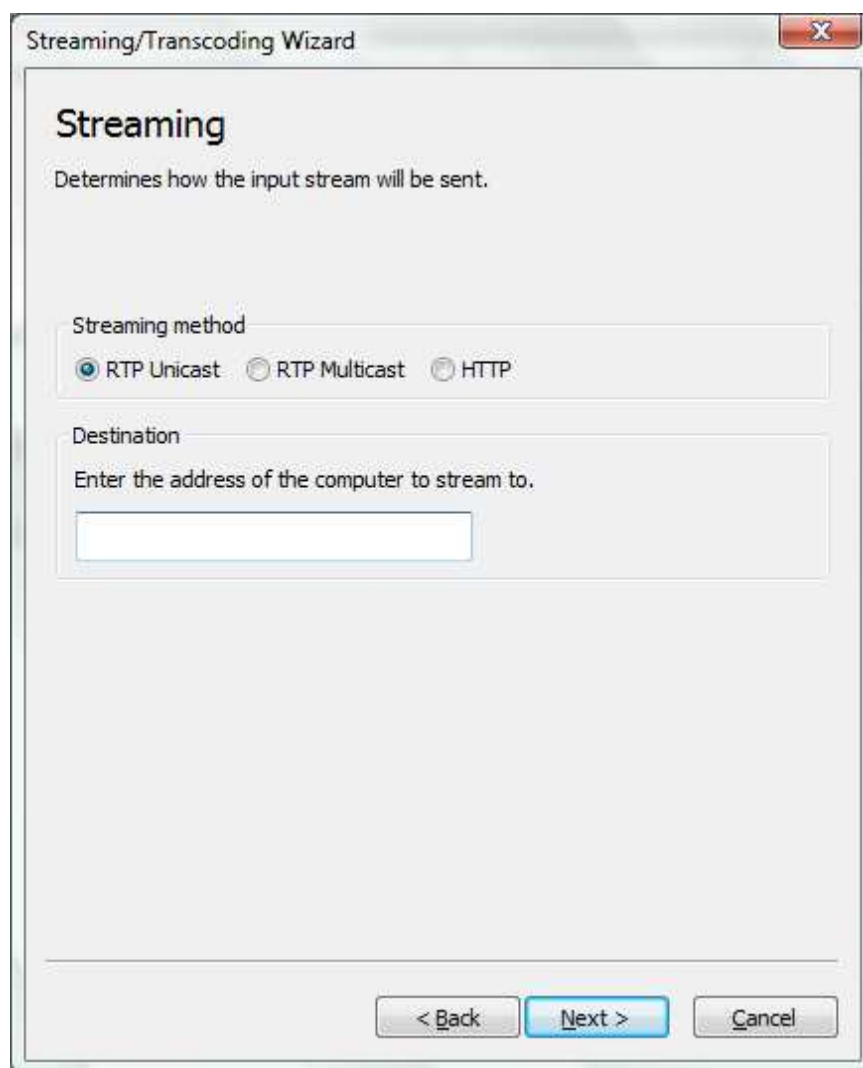 Streaming/Transcoding Wizard
Streaming
Determines how the input stream will be sent.
Streaming method
RTP Unicast RTP Multicast HTTP
Destination
Enter the address of the computer to stream to.
< Back Next > Cancel